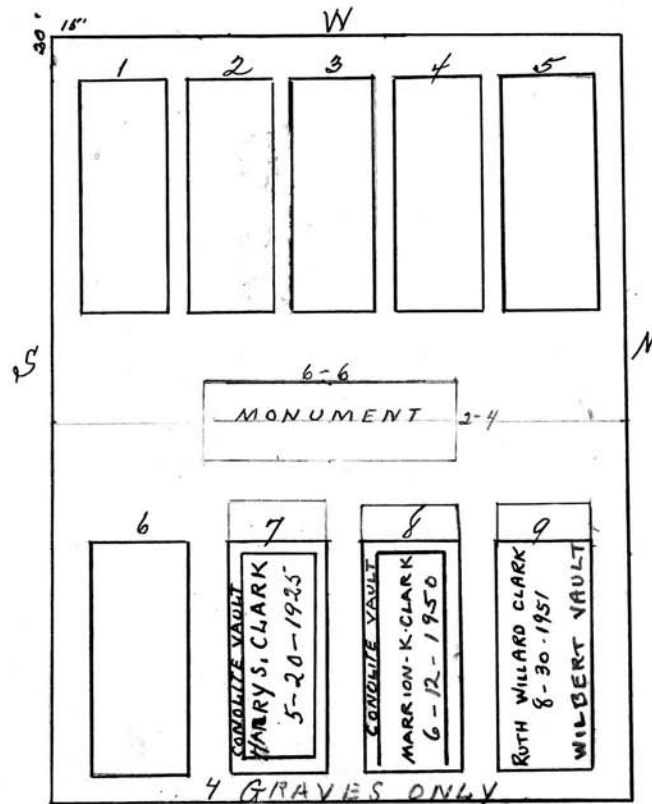 15"
20"
W
1 2 3 4 5
S
N
6-6
MONUMENT
2-4
6 7 8 9
CONOLITE VAULT
HARRY S. CLARK
5-20-1925
CONOLITE VAULT
MARRION-K-CLARK
6-12-1950
RUTH WILLARD CLARK
8-30-1951
WILBERT VAULT
4 GRAVES ONLY